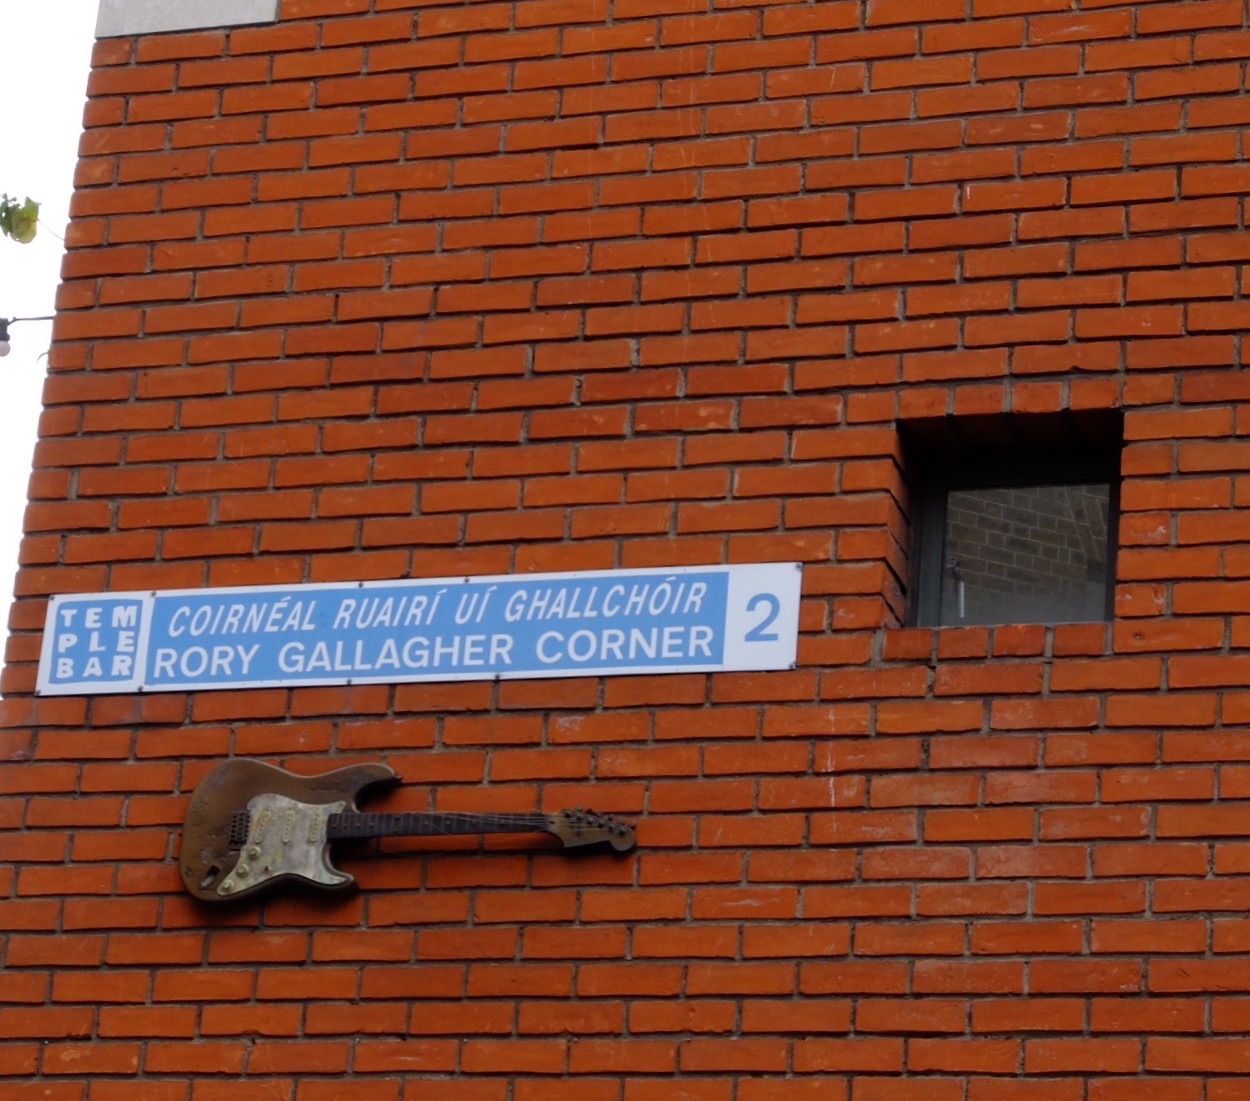 TEM
PLE
BAR
COIRNÉAL RUAIRÍ UÍ GHALLCHÓIR
RORY GALLAGHER CORNER
2